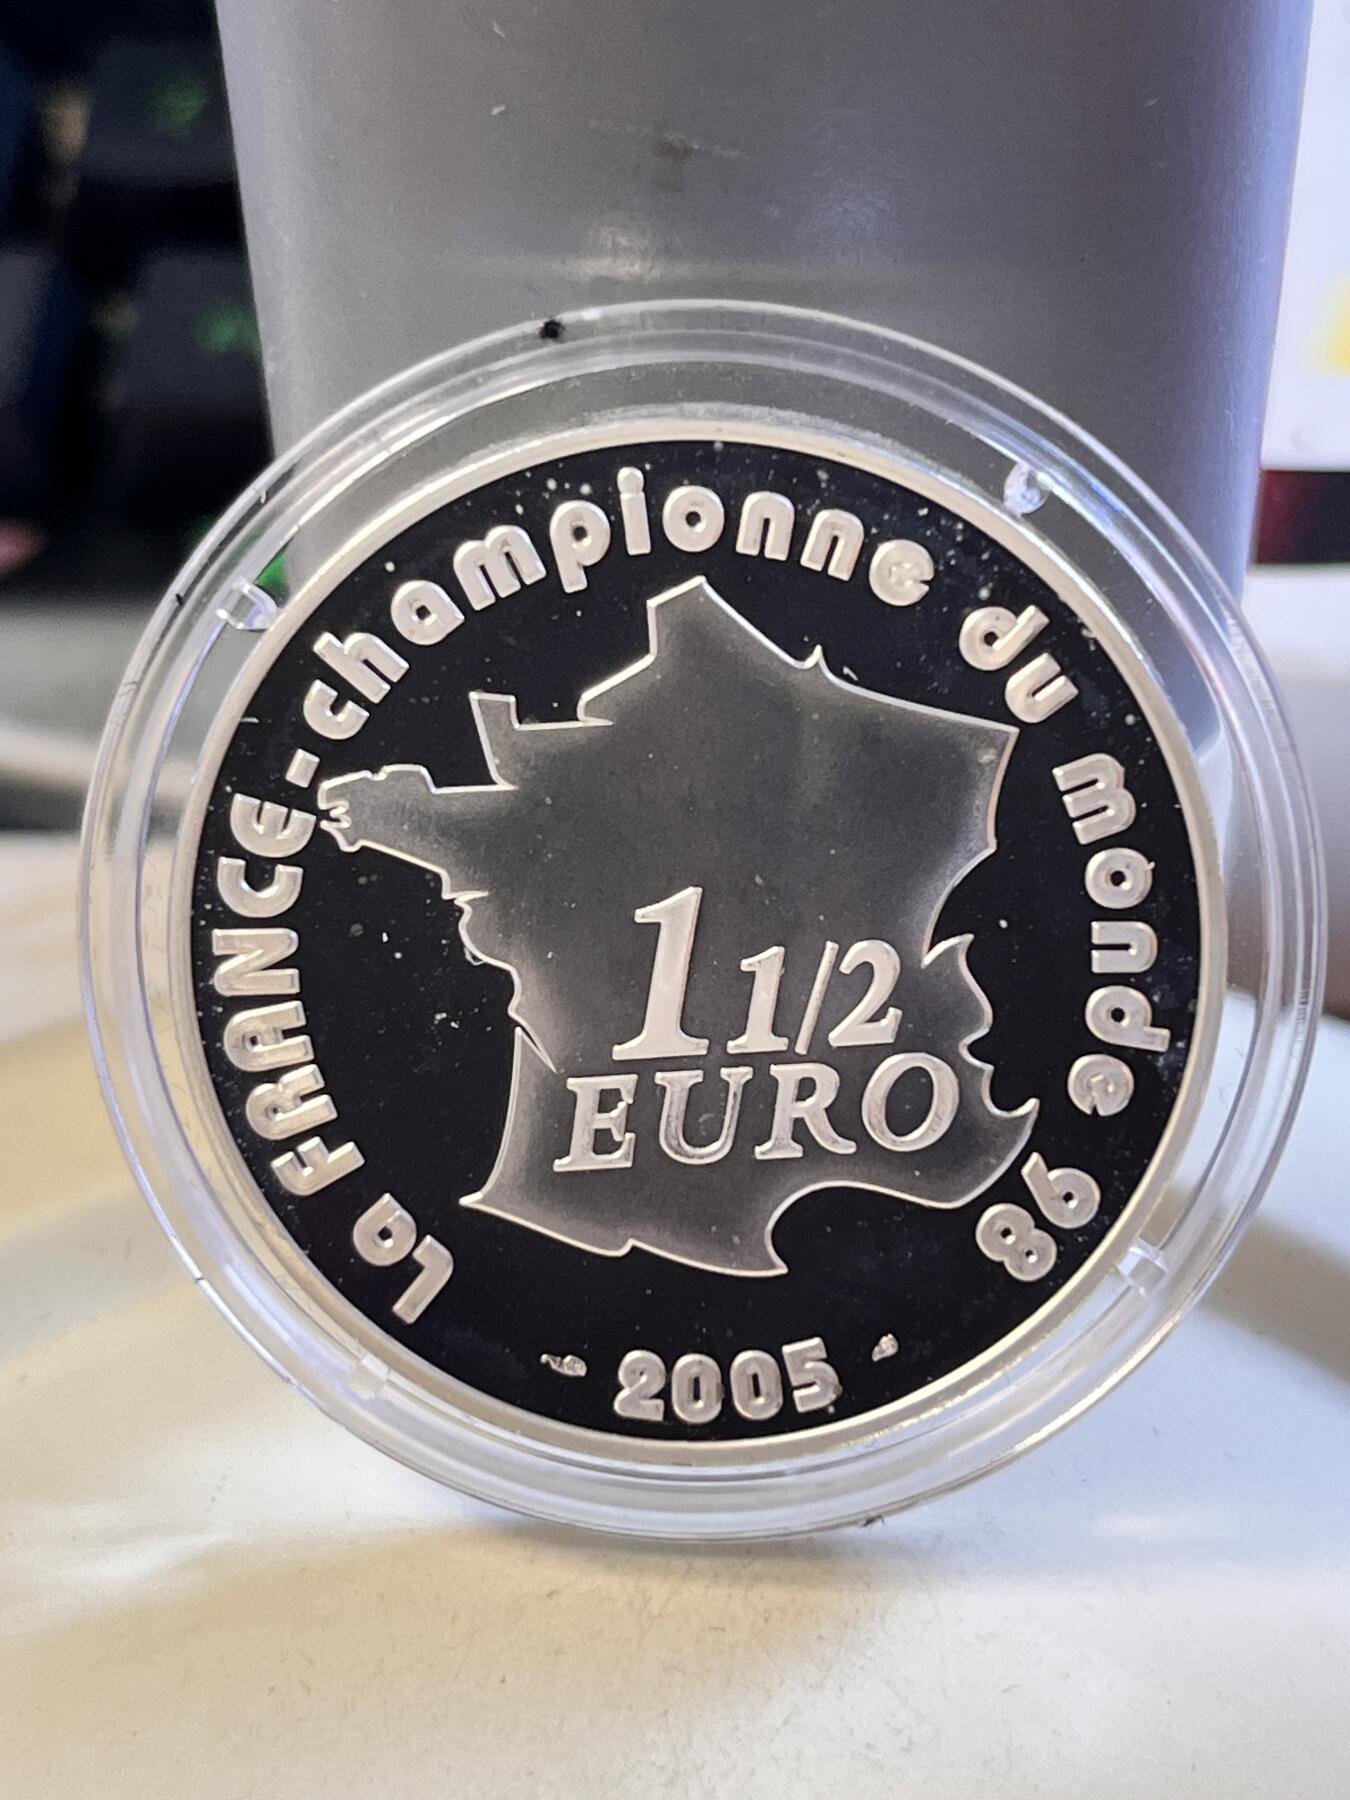 La FRANCE-championne du monde 98
1 1/2
EURO
2005